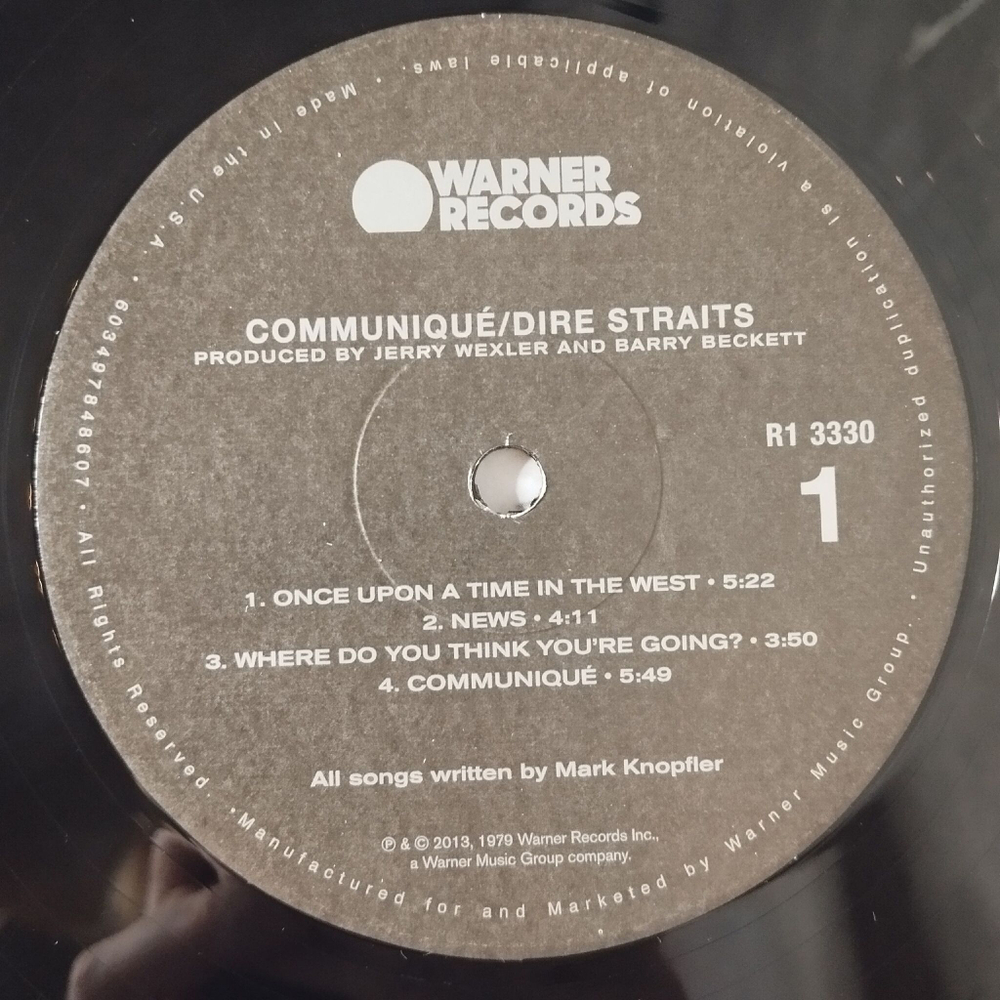 WARNER
RECORDS
COMMUNIQUÉ/DIRE STRAITS
PRODUCED BY JERRY WEXLER AND BARRY BECKETT
R1 3330
1
1. ONCE UPON A TIME IN THE WEST • 5:22
2. NEWS • 4:11
3. WHERE DO YOU THINK YOU'RE GOING? • 3:50
4. COMMUNIQUÉ • 5:49
All songs written by Mark Knopfler
℗ & © 2013, 1979 Warner Records Inc.,
a Warner Music Group company.
• Manufactured for and Marketed by Warner Music Group. • Unauthorized duplication is a violation of applicable laws. • Made in the U.S.A. • 603497848607 • All Rights Reserved.